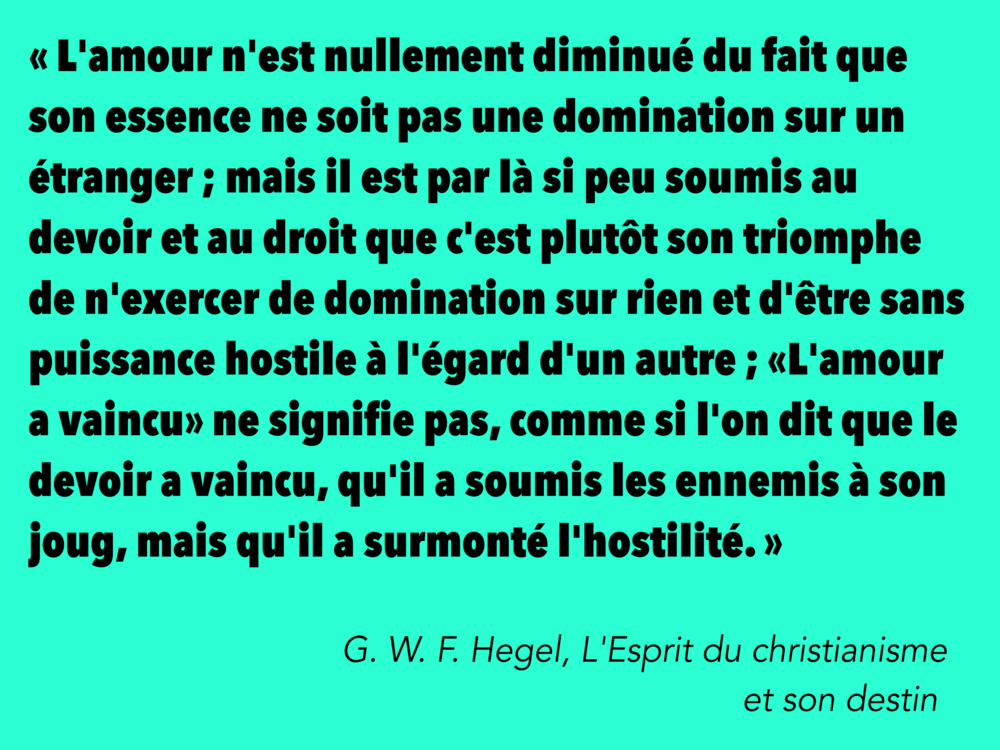 « L'amour n'est nullement diminué du fait que
son essence ne soit pas une domination sur un
étranger ; mais il est par là si peu soumis au
devoir et au droit que c'est plutôt son triomphe
de n'exercer de domination sur rien et d'être sans
puissance hostile à l'égard d'un autre ; «L'amour
a vaincu» ne signifie pas, comme si l'on dit que le
devoir a vaincu, qu'il a soumis les ennemis à son
joug, mais qu'il a surmonté l'hostilité. »
G. W. F. Hegel, L'Esprit du christianisme
et son destin